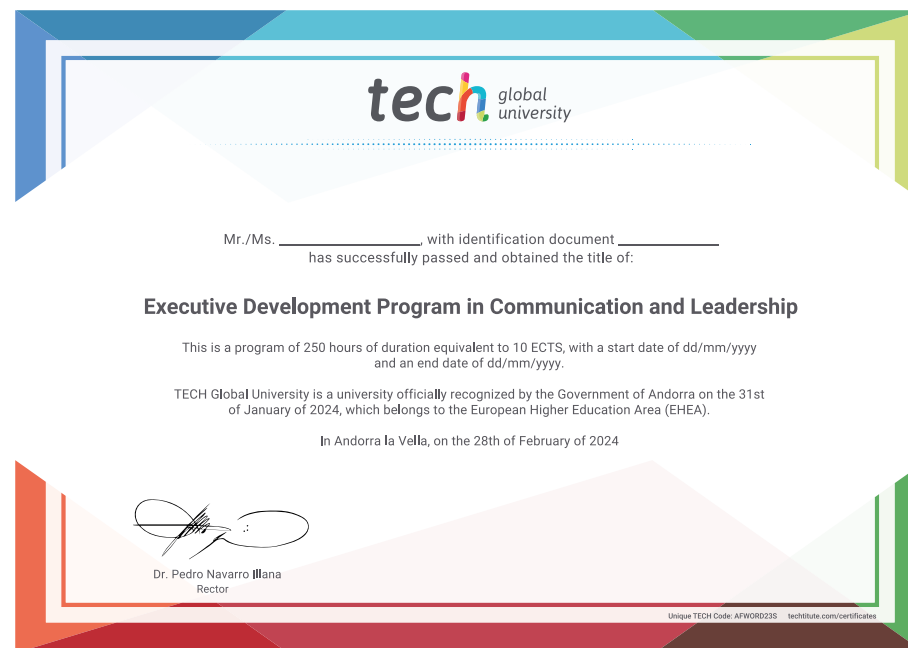 tech global university
Mr./Ms. ____________, with identification document ____________
has successfully passed and obtained the title of:
Executive Development Program in Communication and Leadership
This is a program of 250 hours of duration equivalent to 10 ECTS, with a start date of dd/mm/yyyy
and an end date of dd/mm/yyyy.
TECH Global University is a university officially recognized by the Government of Andorra on the 31st
of January of 2024, which belongs to the European Higher Education Area (EHEA).
In Andorra la Vella, on the 28th of February of 2024
Dr. Pedro Navarro Illana
Rector
Unique TECH Code: AFWORD23S techtitute.com/certificates